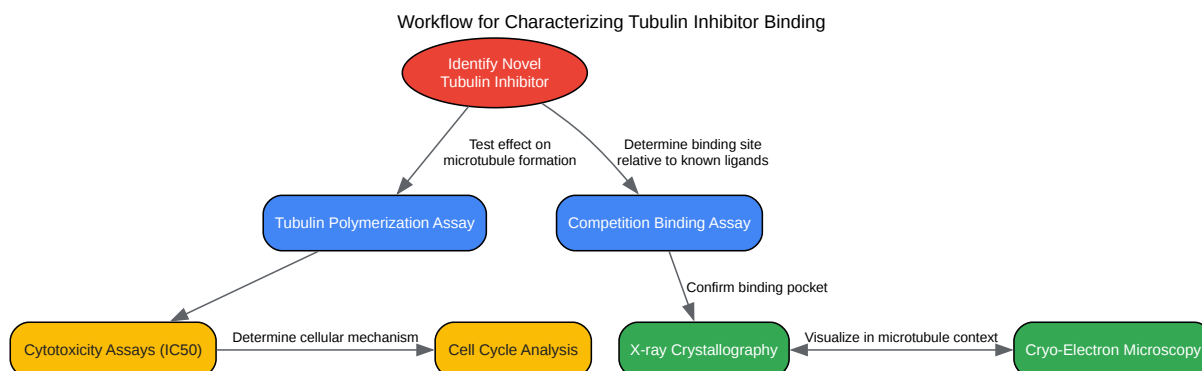 Workflow for Characterizing Tubulin Inhibitor Binding
Identify Novel
Tubulin Inhibitor
Test effect on
microtubule formation
Determine binding site
relative to known ligands
Tubulin Polymerization Assay
Competition Binding Assay
Confirm binding pocket
Cytotoxicity Assays (IC50)
Determine cellular mechanism
Cell Cycle Analysis
X-ray Crystallography
Visualize in microtubule context
Cryo-Electron Microscopy